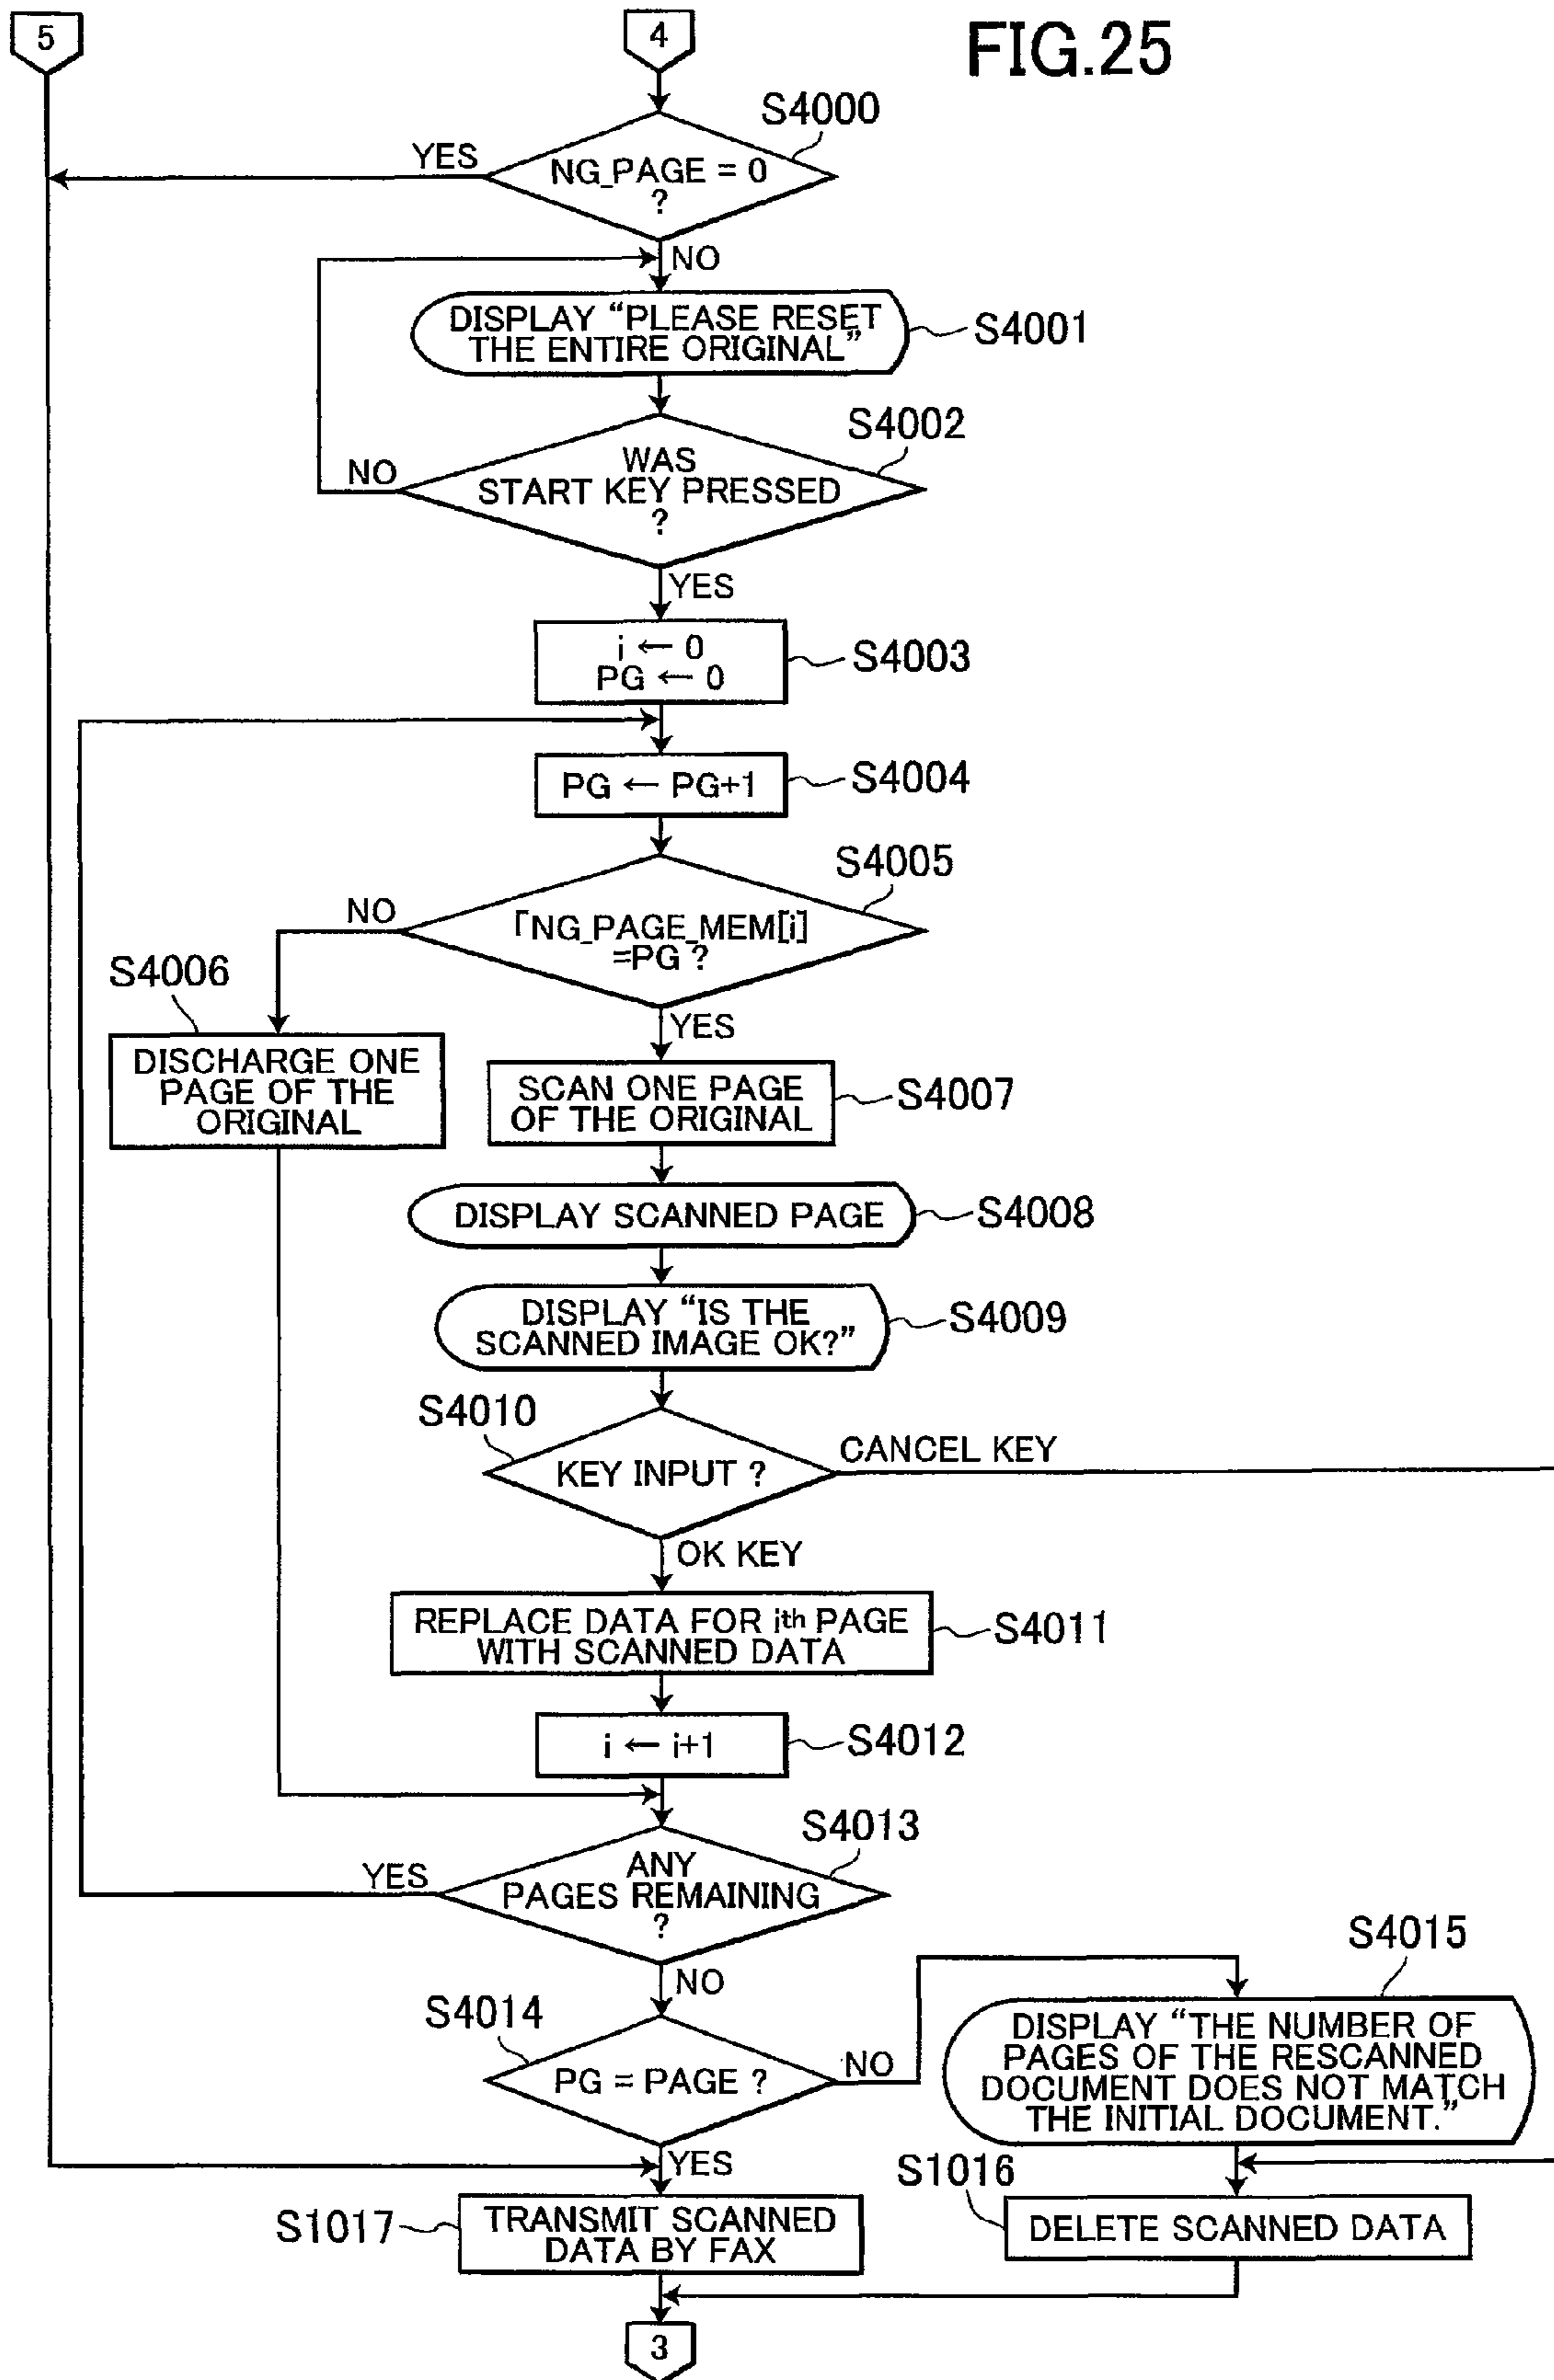 5
4
FIG.25
S4000
YES
NG_PAGE = 0
?
NO
DISPLAY “PLEASE RESET
THE ENTIRE ORIGINAL”
S4001
S4002
NO
WAS
START KEY PRESSED
?
YES
i ← 0
PG ← 0
S4003
PG ← PG+1
S4004
S4005
NO
「NG_PAGE_MEM[i]
=PG ?
S4006
YES
DISCHARGE ONE
PAGE OF THE
ORIGINAL
SCAN ONE PAGE
OF THE ORIGINAL
S4007
DISPLAY SCANNED PAGE
S4008
DISPLAY “IS THE
SCANNED IMAGE OK?”
S4009
S4010
CANCEL KEY
KEY INPUT ?
OK KEY
REPLACE DATA FOR ith PAGE
WITH SCANNED DATA
S4011
i ← i+1
S4012
S4013
YES
ANY
PAGES REMAINING
?
NO
S4015
S4014
PG = PAGE ?
NO
DISPLAY “THE NUMBER OF
PAGES OF THE RESCANNED
DOCUMENT DOES NOT MATCH
THE INITIAL DOCUMENT.”
YES
S1016
S1017
TRANSMIT SCANNED
DATA BY FAX
DELETE SCANNED DATA
3